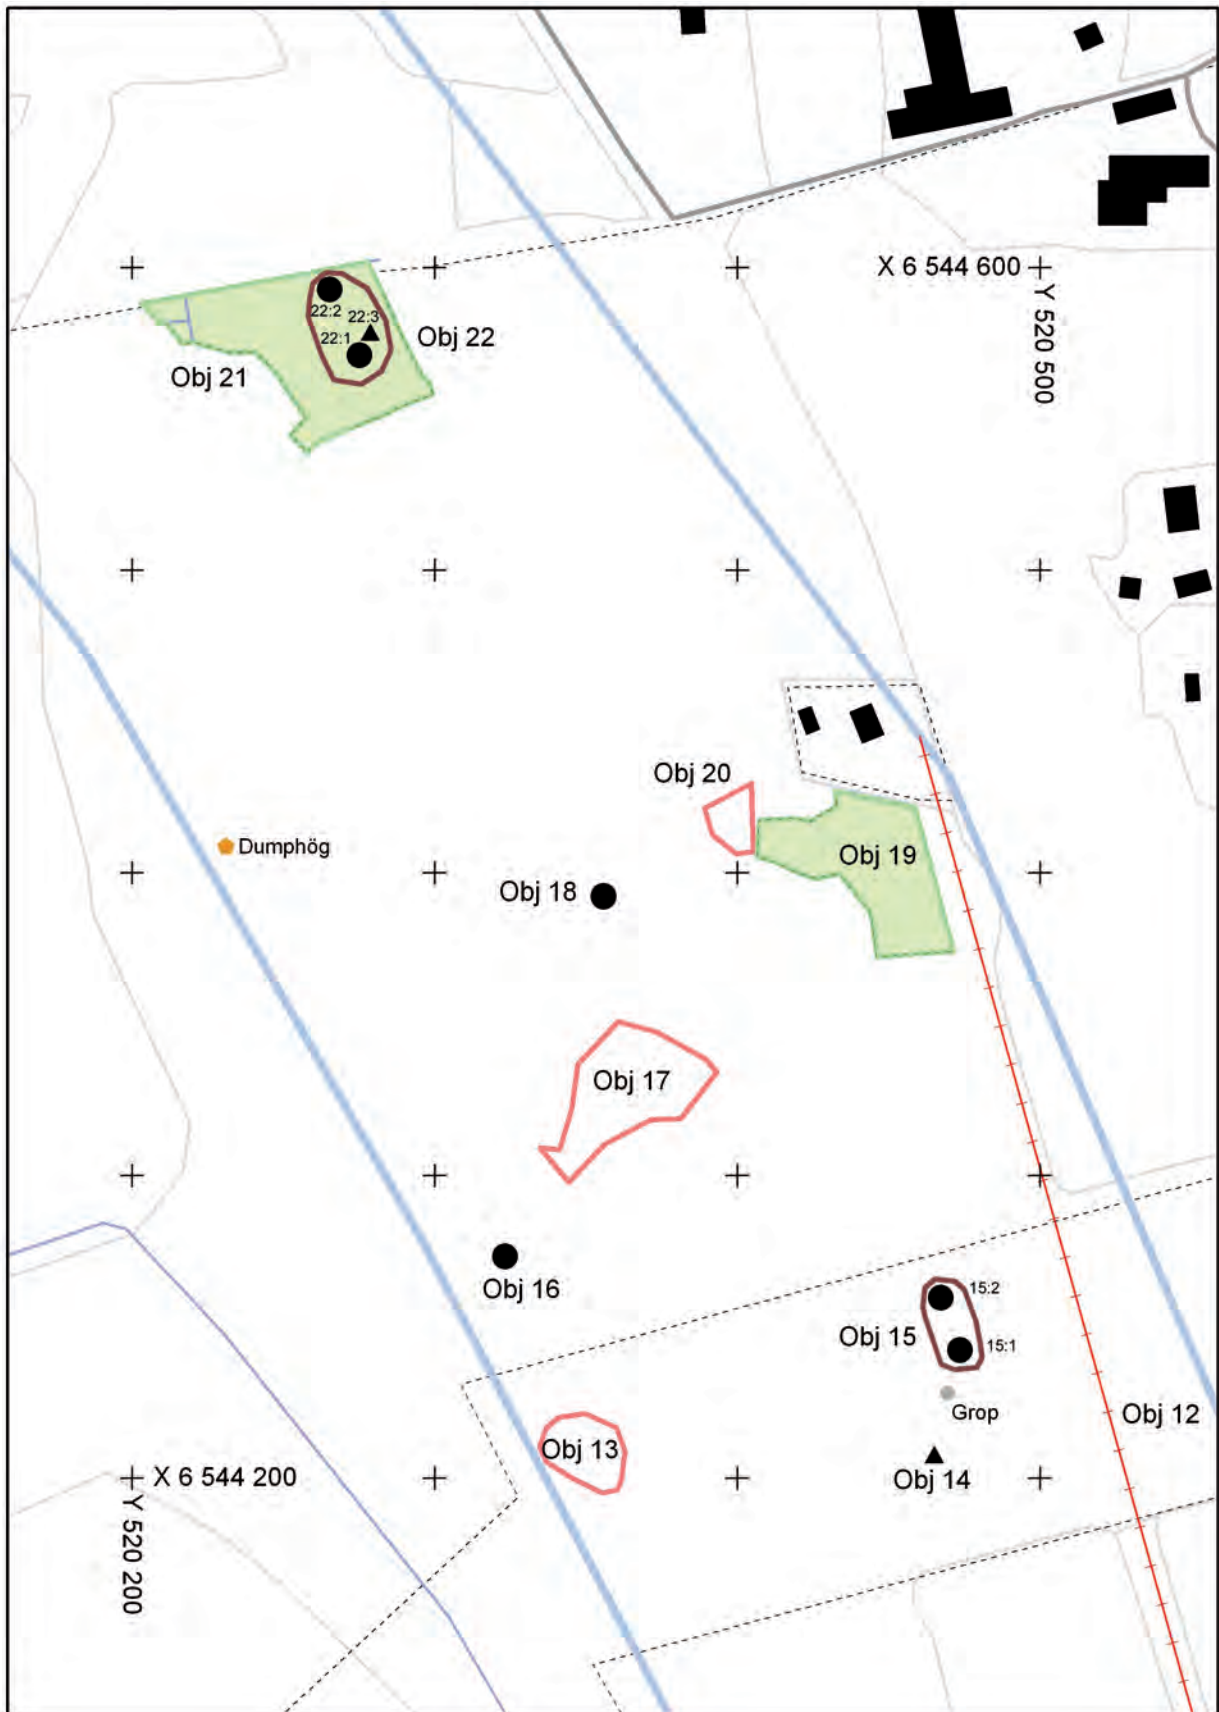 X 6 544 600
Y 520 500
22:2
22:3
22:1
Obj 22
Obj 21
Obj 20
Dumphög
Obj 19
Obj 18
Obj 17
Obj 16
15:2
Obj 15
15:1
Grop
Obj 12
Obj 13
Obj 14
X 6 544 200
Y 520 200